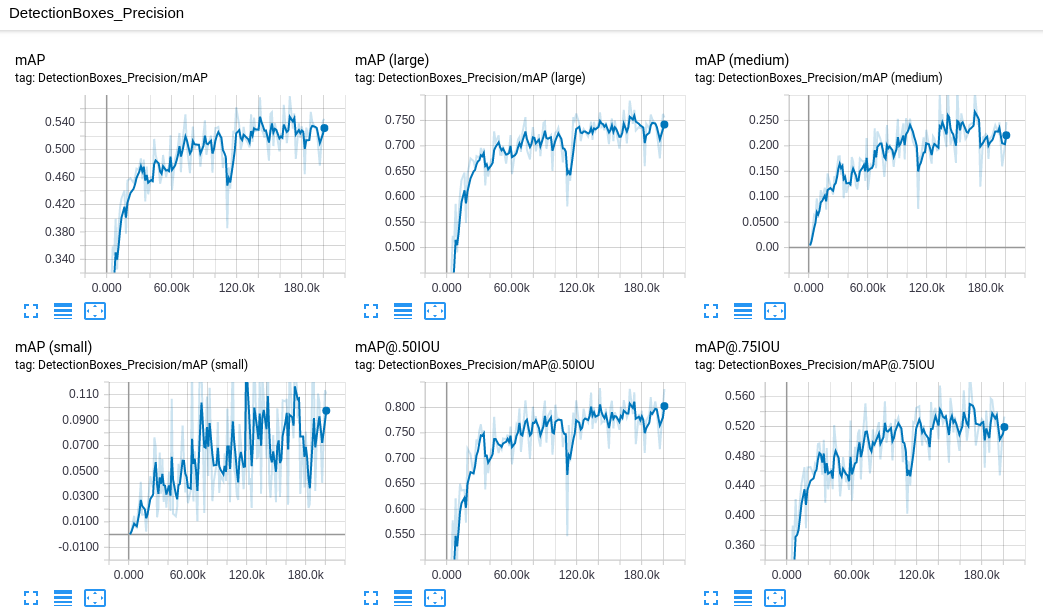 DetectionBoxes_Precision
mAP
tag: DetectionBoxes_Precision/mAP
0.540
0.500
0.460
0.420
0.380
0.340
0.000 60.00k 120.0k 180.0k
mAP (large)
tag: DetectionBoxes_Precision/mAP (large)
0.750
0.700
0.650
0.600
0.550
0.500
0.000 60.00k 120.0k 180.0k
mAP (medium)
tag: DetectionBoxes_Precision/mAP (medium)
0.250
0.200
0.150
0.100
0.0500
0.00
0.000 60.00k 120.0k 180.0k
mAP (small)
tag: DetectionBoxes_Precision/mAP (small)
0.110
0.0900
0.0700
0.0500
0.0300
0.0100
-0.0100
0.000 60.00k 120.0k 180.0k
mAP@.50IOU
tag: DetectionBoxes_Precision/mAP@.50IOU
0.800
0.750
0.700
0.650
0.600
0.550
0.000 60.00k 120.0k 180.0k
mAP@.75IOU
tag: DetectionBoxes_Precision/mAP@.75IOU
0.560
0.520
0.480
0.440
0.400
0.360
0.000 60.00k 120.0k 180.0k